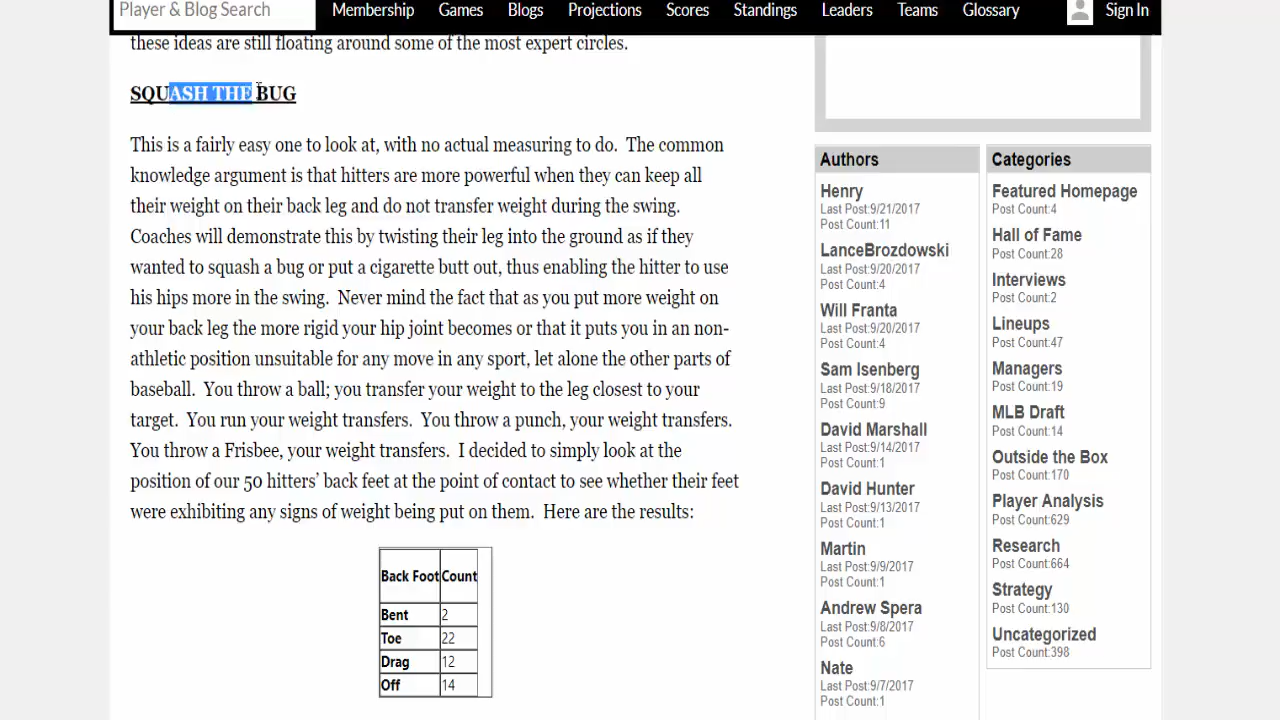 Player & Blog Search
Membership Games Blogs Projections Scores Standings Leaders Teams Glossary Sign In
these ideas are still floating around some of the most expert circles.
SQUASH THE BUG
This is a fairly easy one to look at, with no actual measuring to do. The common
knowledge argument is that hitters are more powerful when they can keep all
their weight on their back leg and do not transfer weight during the swing.
Coaches will demonstrate this by twisting their leg into the ground as if they
wanted to squash a bug or put a cigarette butt out, thus enabling the hitter to use
his hips more in the swing. Never mind the fact that as you put more weight on
your back leg the more rigid your hip joint becomes or that it puts you in an non-
athletic position unsuitable for any move in any sport, let alone the other parts of
baseball. You throw a ball; you transfer your weight to the leg closest to your
target. You run your weight transfers. You throw a punch, your weight transfers.
You throw a Frisbee, your weight transfers. I decided to simply look at the
position of our 50 hitters' back feet at the point of contact to see whether their feet
were exhibiting any signs of weight being put on them. Here are the results:
Back Foot Count
Bent 2
Toe 22
Drag 12
Off 14
Authors
Henry
Last Post:9/21/2017
Post Count:11
LanceBrozdowski
Last Post:9/20/2017
Post Count:4
Will Franta
Last Post:9/20/2017
Post Count:4
Sam Isenberg
Last Post:9/18/2017
Post Count:9
David Marshall
Last Post:9/14/2017
Post Count:1
David Hunter
Last Post:9/13/2017
Post Count:1
Martin
Last Post:9/9/2017
Post Count:1
Andrew Spera
Last Post:9/8/2017
Post Count:6
Nate
Last Post:9/7/2017
Post Count:1
Categories
Featured Homepage
Post Count:4
Hall of Fame
Post Count:28
Interviews
Post Count:2
Lineups
Post Count:47
Managers
Post Count:19
MLB Draft
Post Count:14
Outside the Box
Post Count:170
Player Analysis
Post Count:629
Research
Post Count:664
Strategy
Post Count:130
Uncategorized
Post Count:398